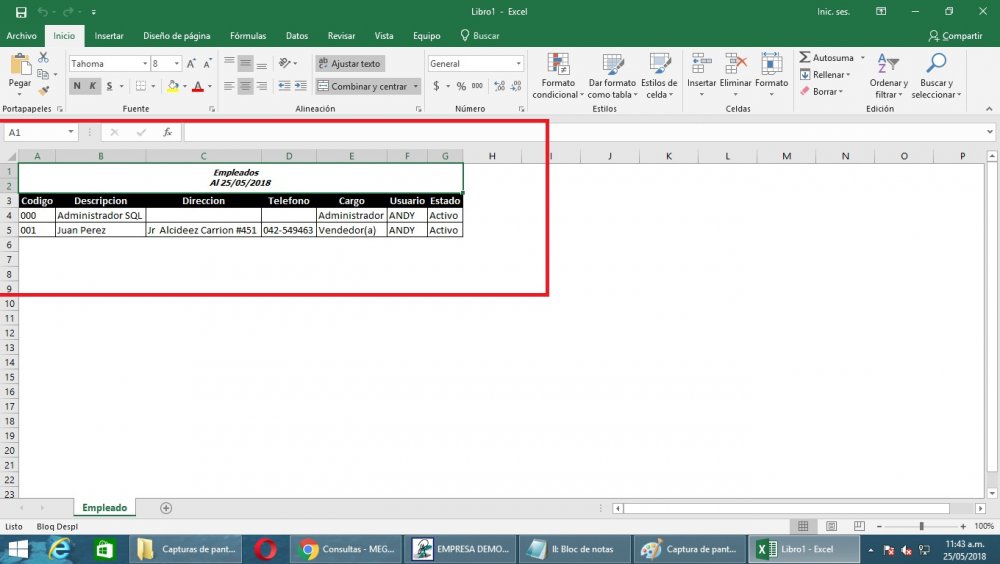 Libro1 - Excel
Inic. ses.
Archivo Inicio Insertar Diseño de página Fórmulas Datos Revisar Vista Equipo Buscar Compartir
Pegar
Tahoma 8
N K S
Ajustar texto
Combinar y centrar
General
$ % 000
Formato condicional
Dar formato como tabla
Estilos de celda
Insertar Eliminar Formato
Autosuma
Rellenar
Borrar
Ordenar y filtrar
Buscar y seleccionar
Portapapeles Fuente Alineación Número Estilos Celdas Edición
A1 fx
A B C D E F G H I J K L M N O P
1 Empleados
2 Al 25/05/2018
3 Codigo Descripcion Direccion Telefono Cargo Usuario Estado
4 000 Administrador SQL Administrador ANDY Activo
5 001 Juan Perez Jr Alcideez Carrion #451 042-549463 Vendedor(a) ANDY Activo
6
7
8
9
10
11
12
13
14
15
16
17
18
19
20
21
22
23
Empleado
Listo Bloq Despl 100%
Capturas de pant... Consultas - MEG... EMPRESA DEMO... II: Bloc de notas Captura de pant... Libro1 - Excel
11:43 a.m.
25/05/2018